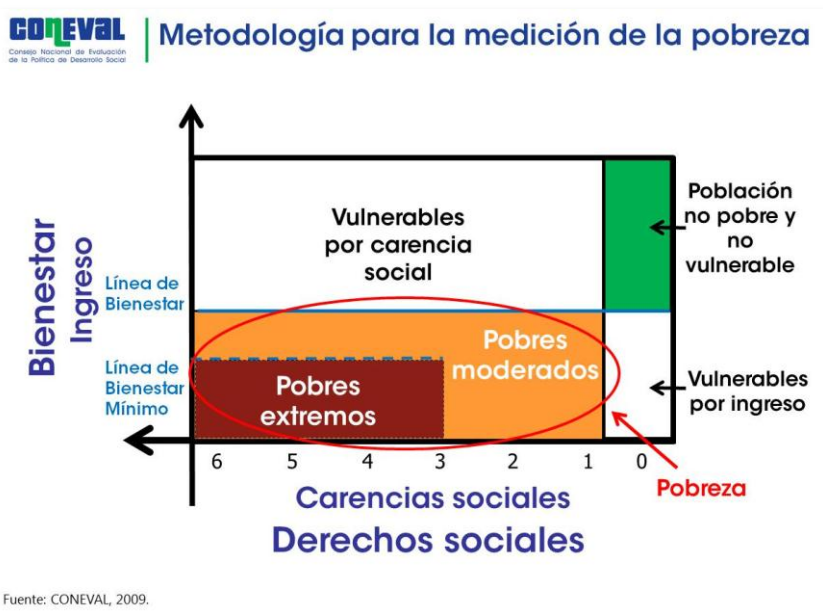 CONEVAL
Consejo Nacional de Evaluación
de la Política de Desarrollo Social
Metodología para la medición de la pobreza
Bienestar
Ingreso
Línea de
Bienestar
Línea de
Bienestar
Mínimo
Vulnerables
por carencia
social
Pobres
moderados
Pobres
extremos
Población
no pobre y
no
vulnerable
Vulnerables
por ingreso
Pobreza
6 5 4 3 2 1 0
Carencias sociales
Derechos sociales
Fuente: CONEVAL, 2009.